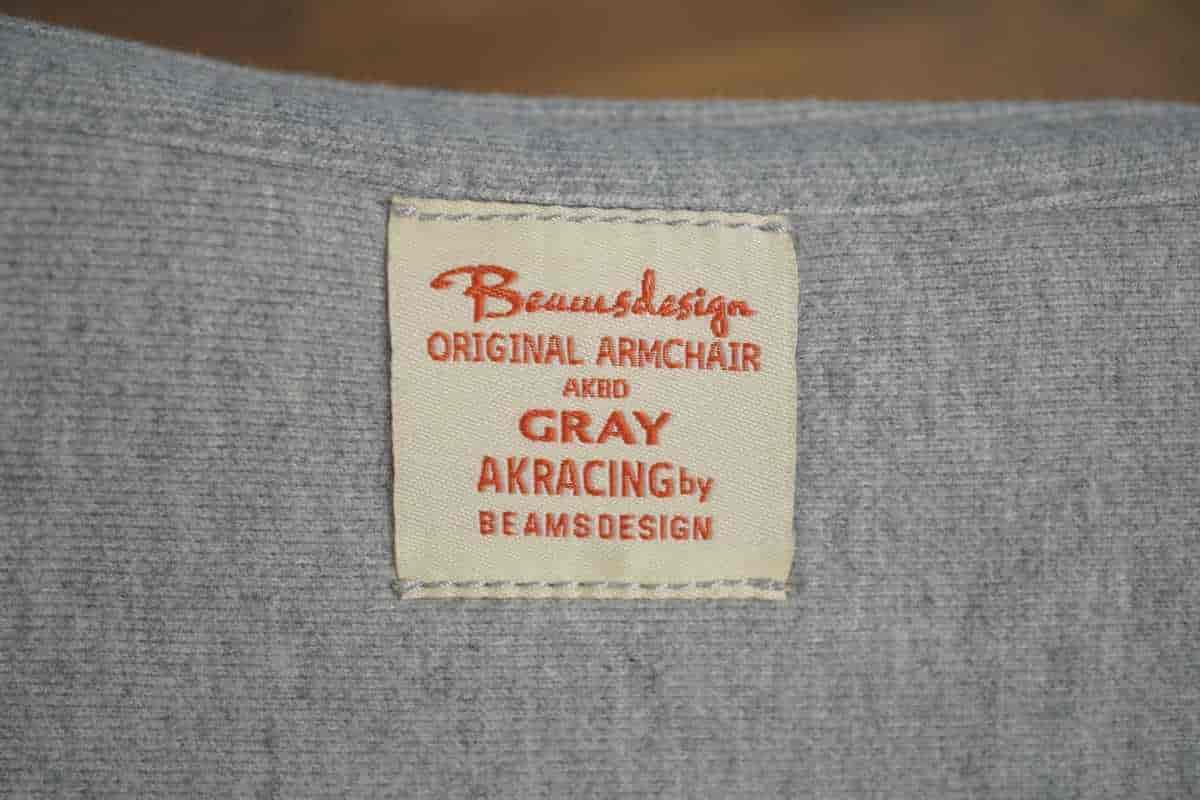 Beamsdesign
ORIGINAL ARMCHAIR
AKBD
GRAY
AKRACING by
BEAMSDESIGN